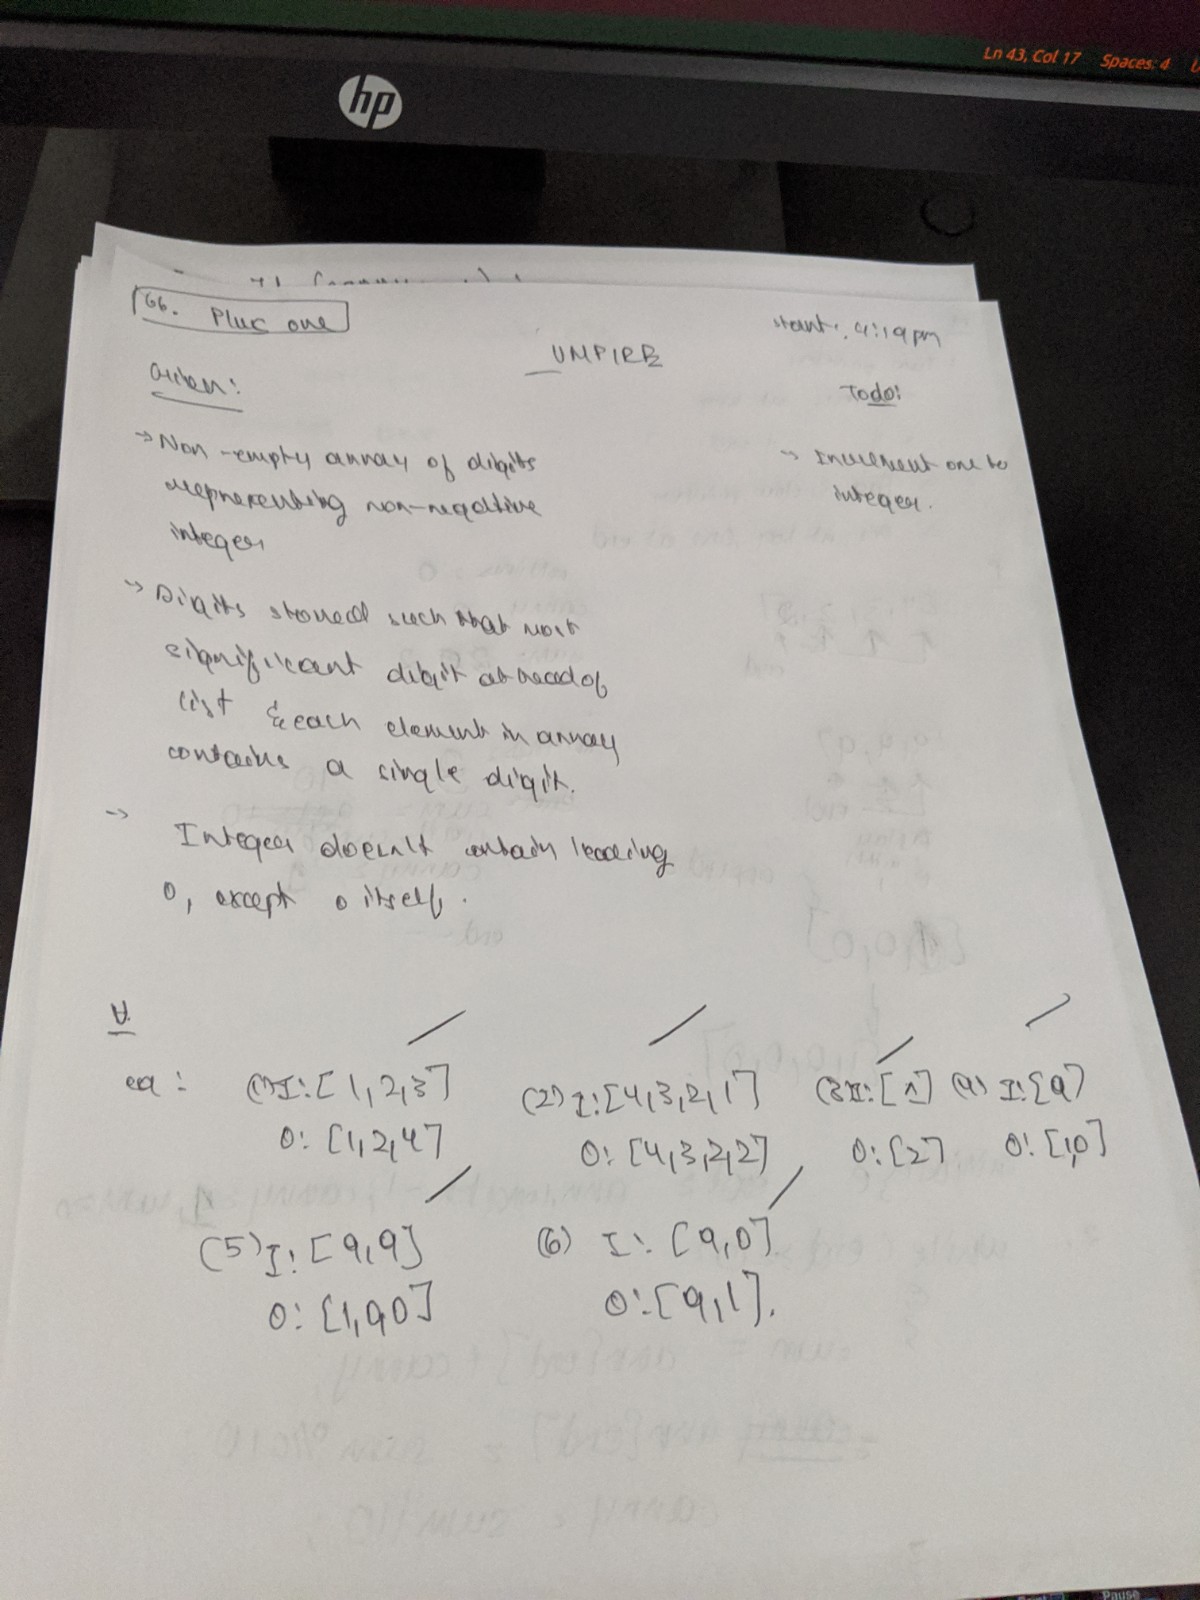 Ln 43, Col 17 Spaces: 4
hp
66. Plus one
start: 4:19pm
UMPIRE
Given:
Todo:
→ Non-empty array of digits
representing non-negative
integer
→ Increment one to
integer.
→ Digits stored such that most
significant digit at head of
list & each element in array
contains a single digit.
→ Integer doesn't contain leading
0, except 0 itself.
U.
eg:
(1) I: [1,2,3]
O: [1,2,4]
(2) I: [4,3,2,1]
O: [4,3,2,2]
(3) I: [1]
O: [2]
(4) I: [9]
O: [1,0]
(5) I: [9,9]
O: [1,0,0]
(6) I: [9,0]
O: [9,1].
Pause